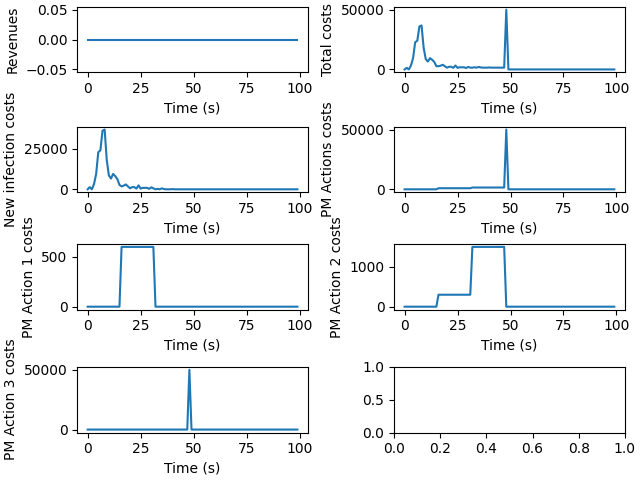 Revenues
0.05
0.00
−0.05
0 25 50 75 100
Time (s)
Total costs
50000
0
0 25 50 75 100
Time (s)
New infection costs
25000
0
0 25 50 75 100
Time (s)
PM Actions costs
50000
0
0 25 50 75 100
Time (s)
PM Action 1 costs
500
0
0 25 50 75 100
Time (s)
PM Action 2 costs
1000
0
0 25 50 75 100
Time (s)
PM Action 3 costs
50000
0
0 25 50 75 100
Time (s)
1.0
0.5
0.0
0.0 0.2 0.4 0.6 0.8 1.0